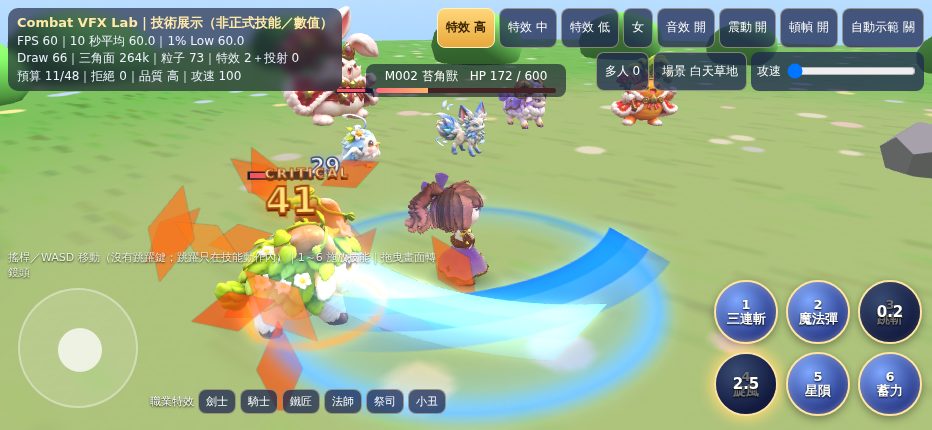 Combat VFX Lab｜技術展示（非正式技能／數值）
FPS 60｜10 秒平均 60.0｜1% Low 60.0
Draw 66｜三角面 264k｜粒子 73｜特效 2＋投射 0
預算 11/48｜拒絕 0｜品質 高｜攻速 100
特效 高
特效 中
特效 低
女
音效 開
震動 開
頓幀 開
自動示範 關
M002 苔角獸 HP 172 / 600
多人 0
場景 白天草地
攻速
29
CRITICAL
41
搖桿／WASD 移動（沒有跳躍鍵；跳躍只在技能動作內）｜1~6 施放技能｜拖曳畫面轉
鏡頭
1
三連斬
2
魔法彈
3
跳斬
0.2
4
旋風
2.5
5
星隕
6
蓄力
職業特效
劍士
騎士
鐵匠
法師
祭司
小丑